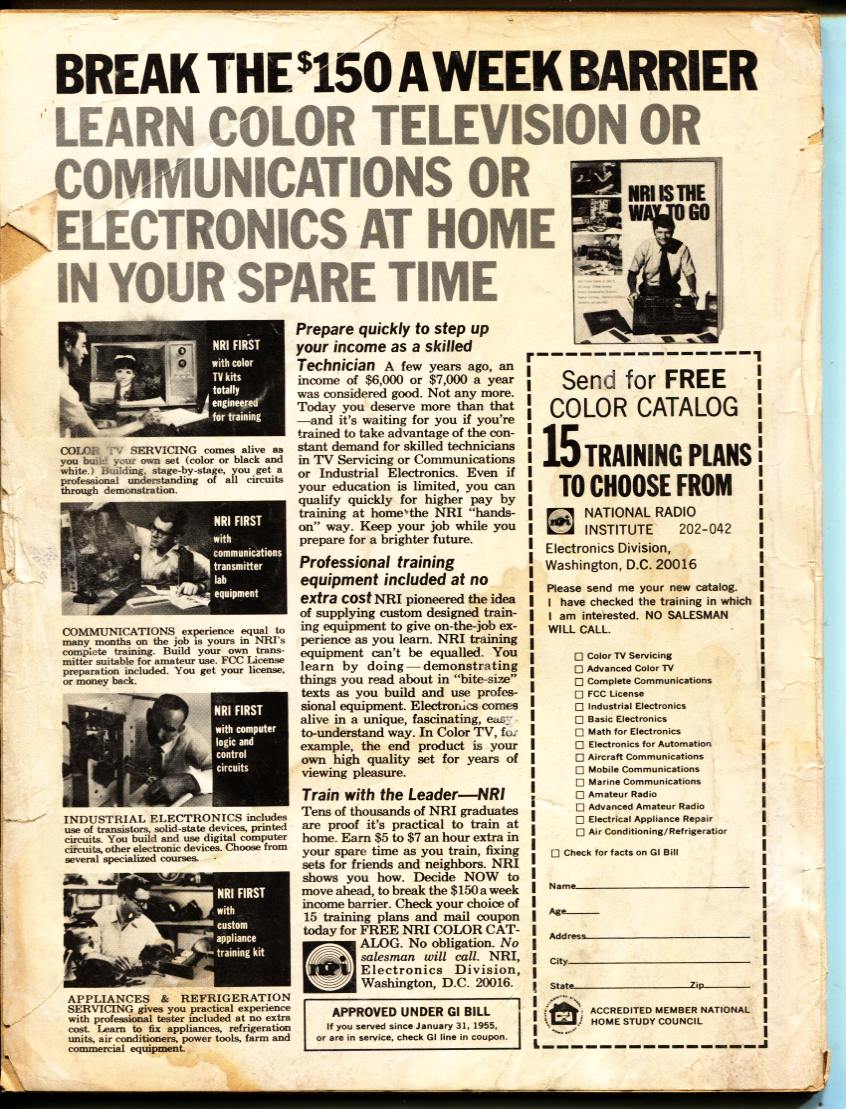 BREAK THE $150 A WEEK BARRIER
LEARN COLOR TELEVISION OR
COMMUNICATIONS OR
ELECTRONICS AT HOME
IN YOUR SPARE TIME
NRI IS THE
WAY TO GO
NRI FIRST
with color
TV kits
totally
engineered
for training
COLOR TV SERVICING comes alive as
you build your own set (color or black and
white.) Building, stage-by-stage, you get a
professional understanding of all circuits
through demonstration.
NRI FIRST
with
communications
transmitter
lab
equipment
COMMUNICATIONS experience equal to
many months on the job is yours in NRI's
complete training. Build your own trans-
mitter suitable for amateur use. FCC License
preparation included. You get your license,
or money back.
NRI FIRST
with computer
logic and
control
circuits
INDUSTRIAL ELECTRONICS includes
use of transistors, solid-state devices, printed
circuits. You build and use digital computer
circuits, other electronic devices. Choose from
several specialized courses.
NRI FIRST
with
custom
appliance
training kit
APPLIANCES & REFRIGERATION
SERVICING gives you practical experience
with professional tester included at no extra
cost. Learn to fix appliances, refrigeration
units, air conditioners, power tools, farm and
commercial equipment.
Prepare quickly to step up
your income as a skilled
Technician A few years ago, an
income of $6,000 or $7,000 a year
was considered good. Not any more.
Today you deserve more than that
—and it's waiting for you if you're
trained to take advantage of the con-
stant demand for skilled technicians
in TV Servicing or Communications
or Industrial Electronics. Even if
your education is limited, you can
qualify quickly for higher pay by
training at home the NRI "hands-
on" way. Keep your job while you
prepare for a brighter future.
Professional training
equipment included at no
extra cost NRI pioneered the idea
of supplying custom designed train-
ing equipment to give on-the-job ex-
perience as you learn. NRI training
equipment can't be equalled. You
learn by doing—demonstrating
things you read about in "bite-size"
texts as you build and use profes-
sional equipment. Electronics comes
alive in a unique, fascinating, easy-
to-understand way. In Color TV, for
example, the end product is your
own high quality set for years of
viewing pleasure.
Train with the Leader—NRI
Tens of thousands of NRI graduates
are proof it's practical to train at
home. Earn $5 to $7 an hour extra in
your spare time as you train, fixing
sets for friends and neighbors. NRI
shows you how. Decide NOW to
move ahead, to break the $150 a week
income barrier. Check your choice of
15 training plans and mail coupon
today for FREE NRI COLOR CAT-
ALOG. No obligation. No
salesman will call. NRI,
Electronics Division,
Washington, D.C. 20016.
nri
APPROVED UNDER GI BILL
If you served since January 31, 1955,
or are in service, check GI line in coupon.
Send for FREE
COLOR CATALOG
15 TRAINING PLANS
TO CHOOSE FROM
nri NATIONAL RADIO
INSTITUTE 202-042
Electronics Division,
Washington, D.C. 20016
Please send me your new catalog.
I have checked the training in which
I am interested. NO SALESMAN
WILL CALL.
☐ Color TV Servicing
☐ Advanced Color TV
☐ Complete Communications
☐ FCC License
☐ Industrial Electronics
☐ Basic Electronics
☐ Math for Electronics
☐ Electronics for Automation
☐ Aircraft Communications
☐ Mobile Communications
☐ Marine Communications
☐ Amateur Radio
☐ Advanced Amateur Radio
☐ Electrical Appliance Repair
☐ Air Conditioning/Refrigeration
☐ Check for facts on GI Bill
Name
Age
Address
City
State Zip
ACCREDITED MEMBER NATIONAL
HOME STUDY COUNCIL